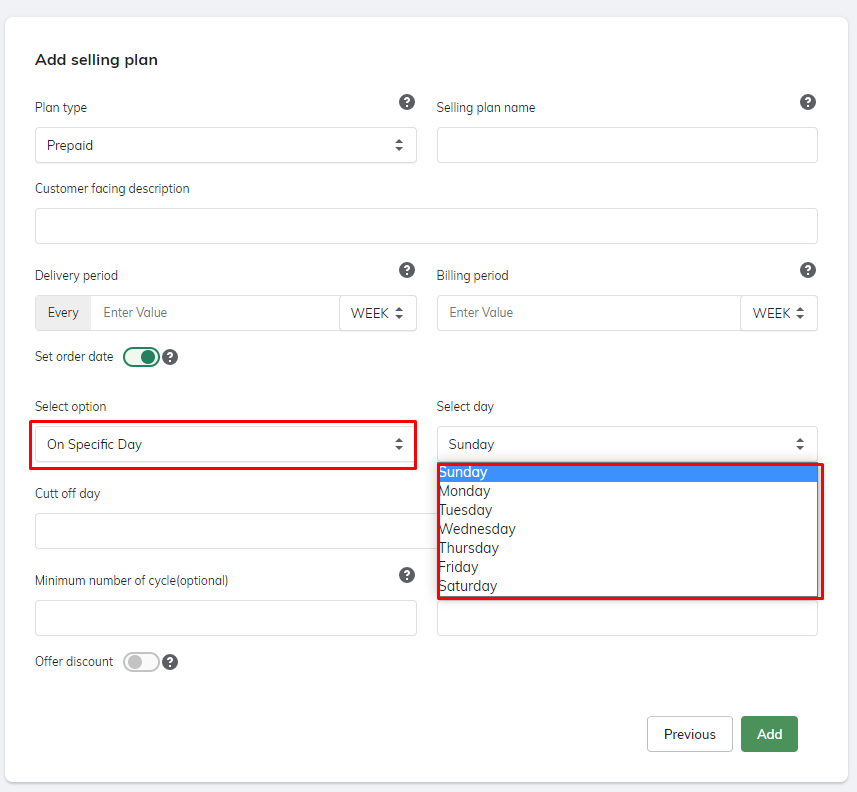 Add selling plan
Plan type ?
Selling plan name ?
Prepaid
Customer facing description
Delivery period ?
Billing period ?
Every Enter Value WEEK
Enter Value WEEK
Set order date ?
Select option
Select day
On Specific Day
Sunday
Sunday
Monday
Tuesday
Wednesday
Thursday
Friday
Saturday
Cutt off day
Minimum number of cycle(optional) ?
Offer discount ?
Previous
Add